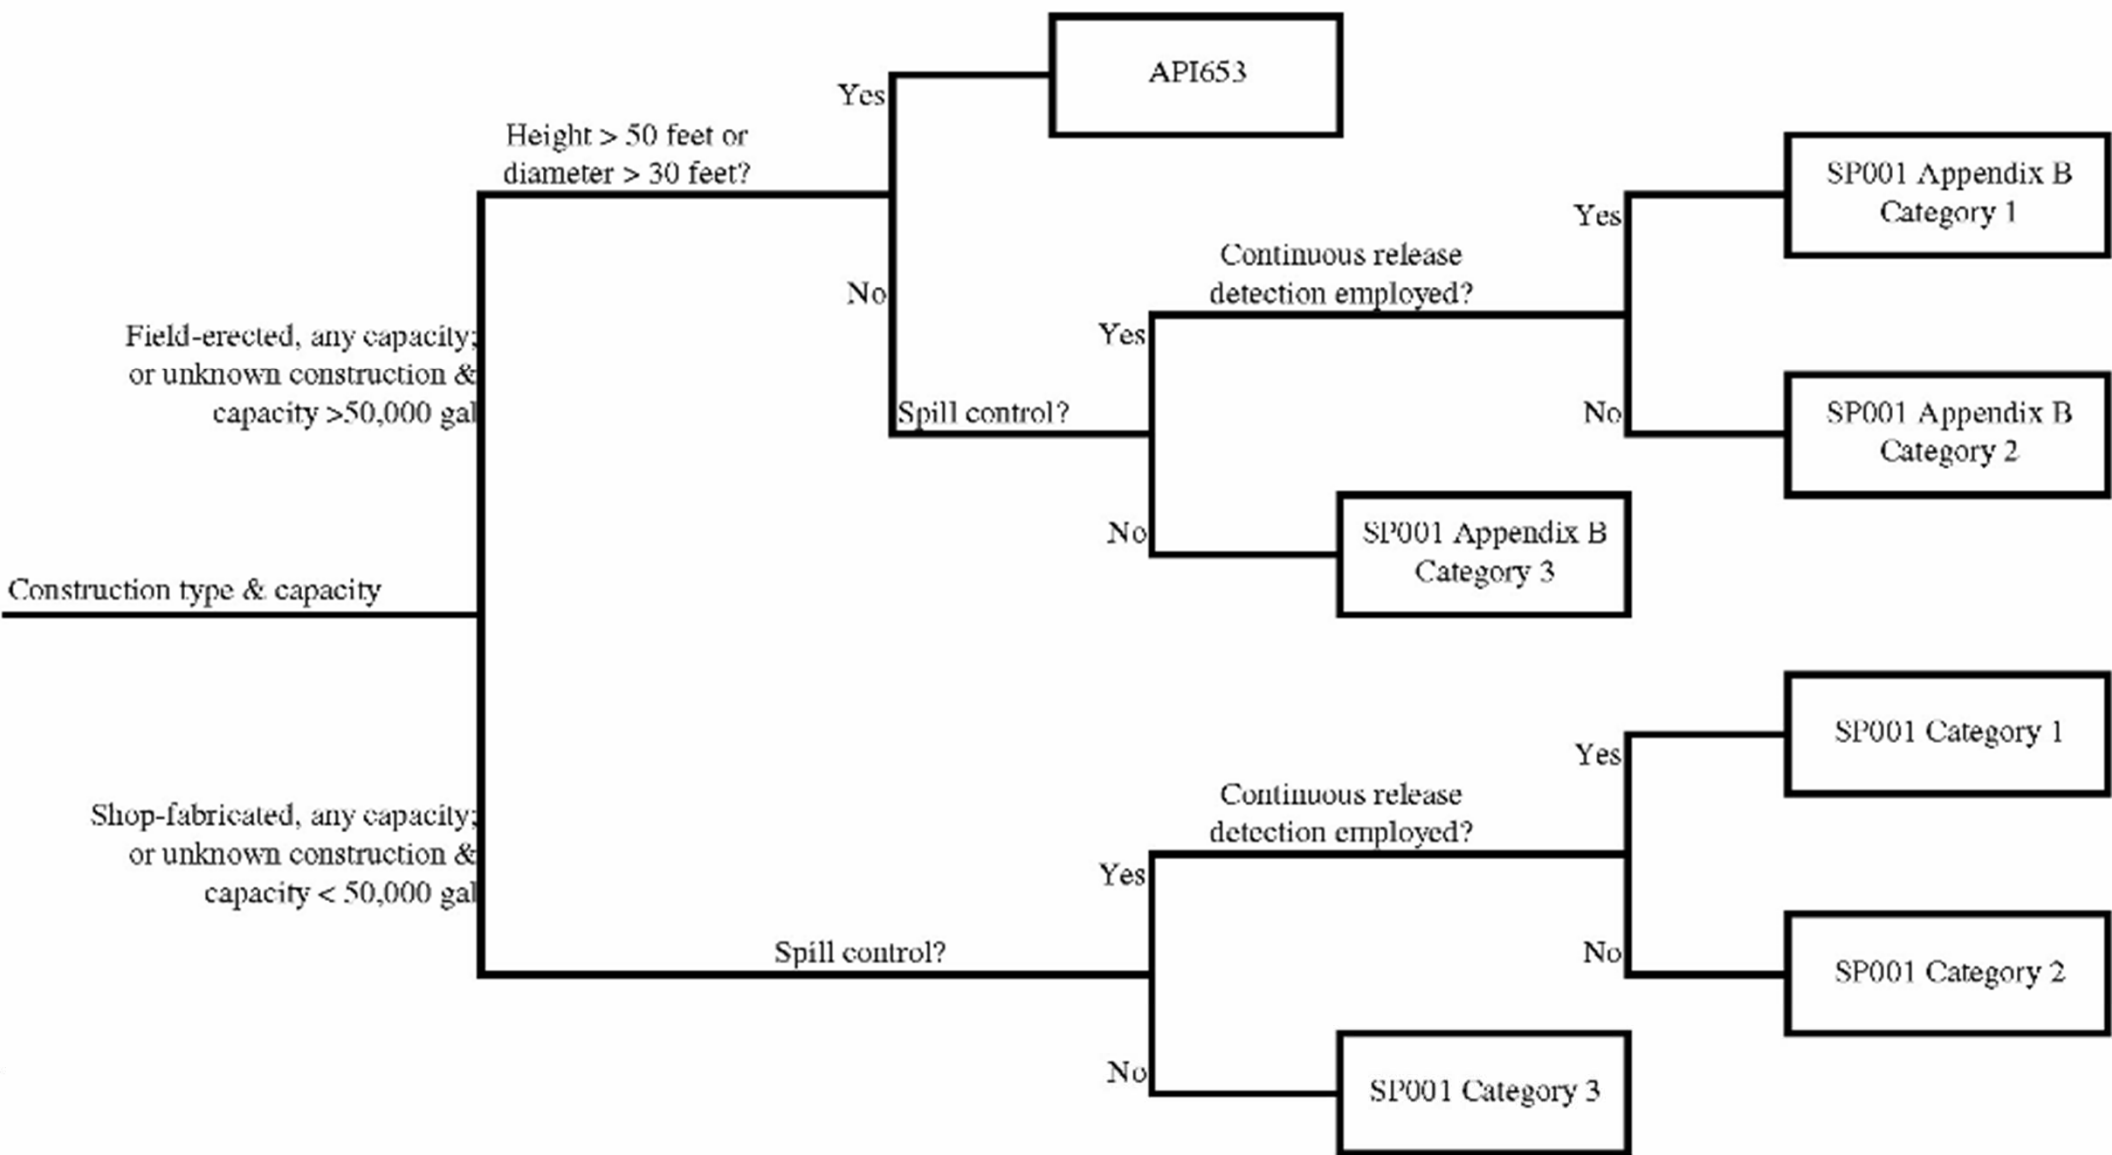 API653
Yes
Height > 50 feet or
diameter > 30 feet?
SP001 Appendix B
Category 1
Yes
Continuous release
detection employed?
No
Yes
Field-erected, any capacity;
or unknown construction &
capacity >50,000 gal
Spill control?
No
SP001 Appendix B
Category 2
No
SP001 Appendix B
Category 3
Construction type & capacity
SP001 Category 1
Yes
Continuous release
detection employed?
Shop-fabricated, any capacity;
or unknown construction &
capacity < 50,000 gal
Yes
Spill control?
No
SP001 Category 2
No
SP001 Category 3